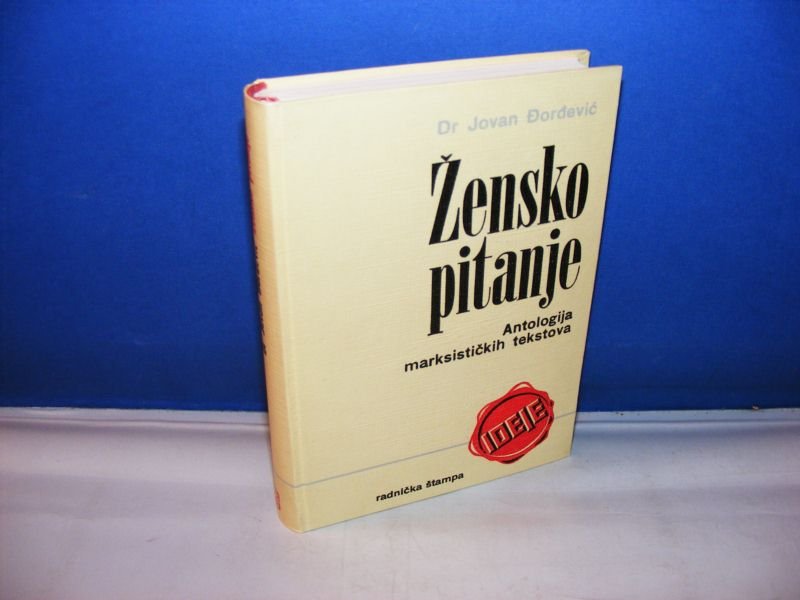 Dr Jovan Đorđević
Žensko
pitanje
Antologija
marksističkih tekstova
IDEJE
radnička štampa